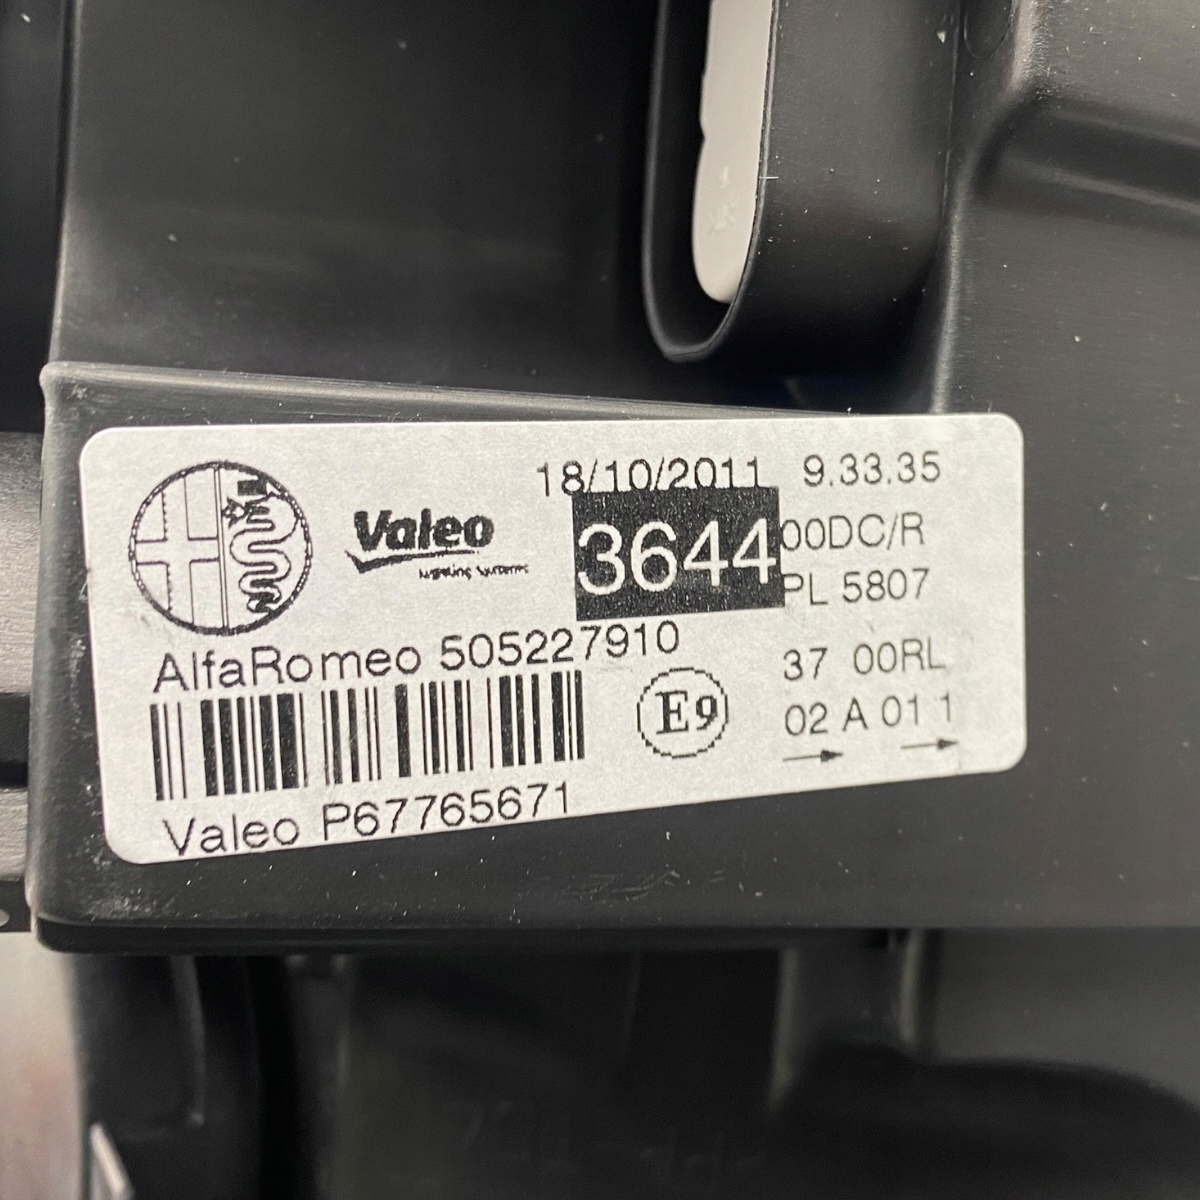 18/10/2011 9.33.35
Valeo
3644
00DC/R
PL 5807
AlfaRomeo 505227910
E9
37 00RL
02 A 01 1
Valeo P67765671